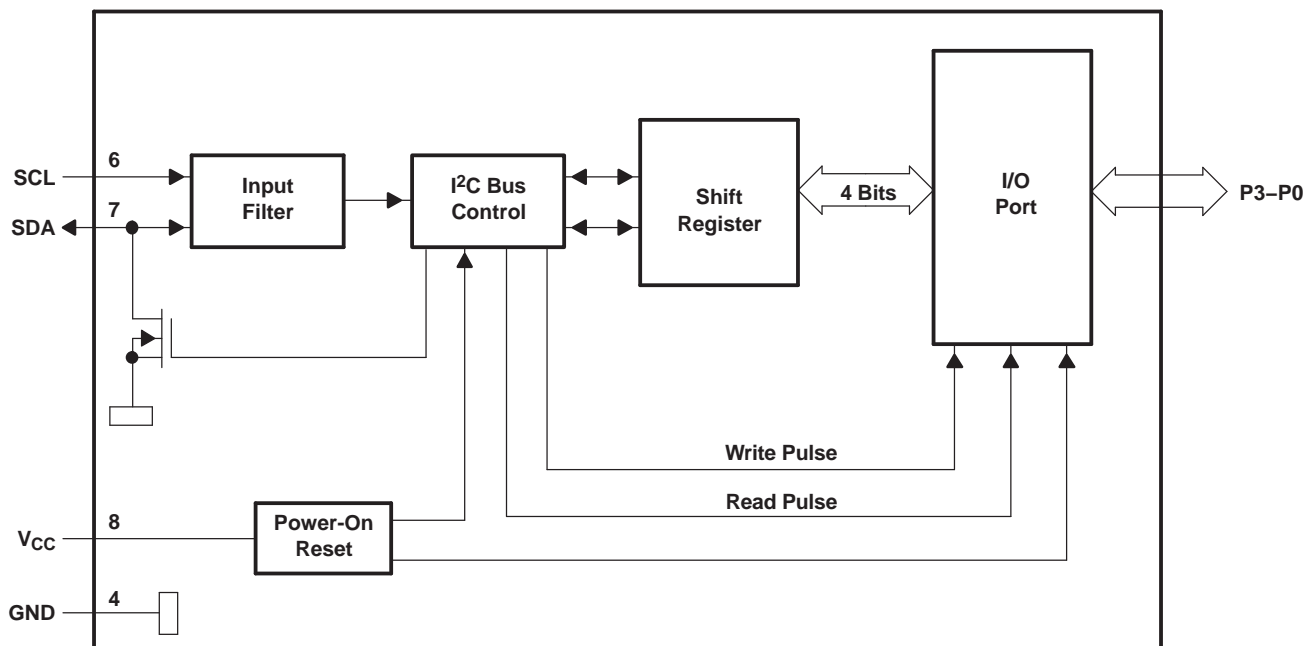 SCL
6
SDA
7
Input
Filter
I²C Bus
Control
Shift
Register
4 Bits
I/O
Port
P3–P0
Write Pulse
Read Pulse
VCC
8
Power-On
Reset
GND
4